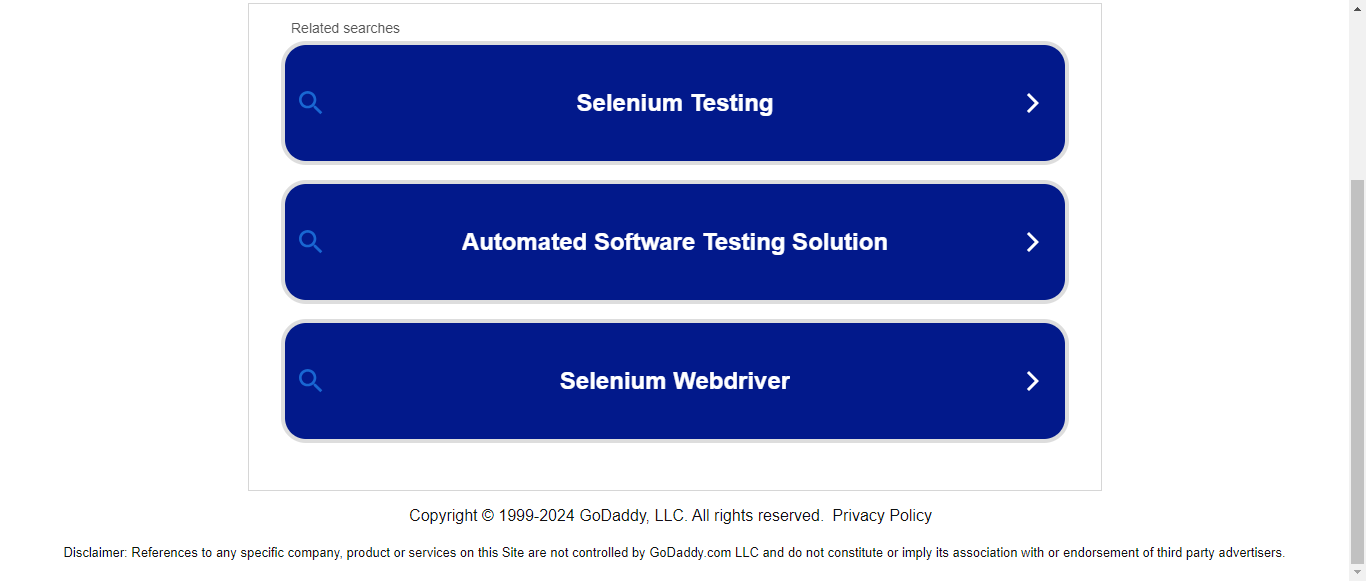 Related searches
Selenium Testing
Automated Software Testing Solution
Selenium Webdriver
Copyright © 1999-2024 GoDaddy, LLC. All rights reserved. Privacy Policy
Disclaimer: References to any specific company, product or services on this Site are not controlled by GoDaddy.com LLC and do not constitute or imply its association with or endorsement of third party advertisers.